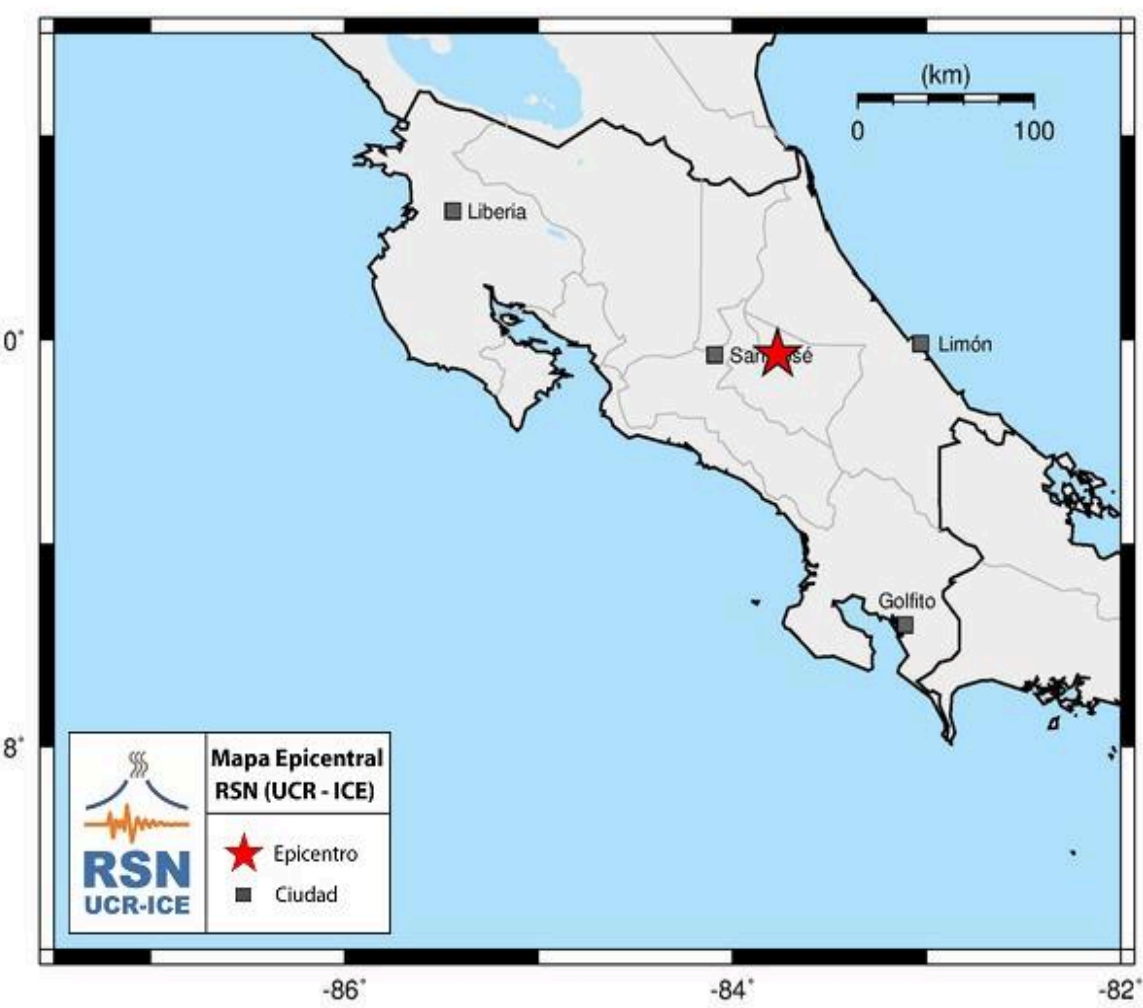 (km)
0 100
Liberia
0°
San José
Limón
Golfito
8°
Mapa Epicentral
RSN (UCR - ICE)
Epicentro
Ciudad
RSN
UCR-ICE
-86°
-84°
-82°